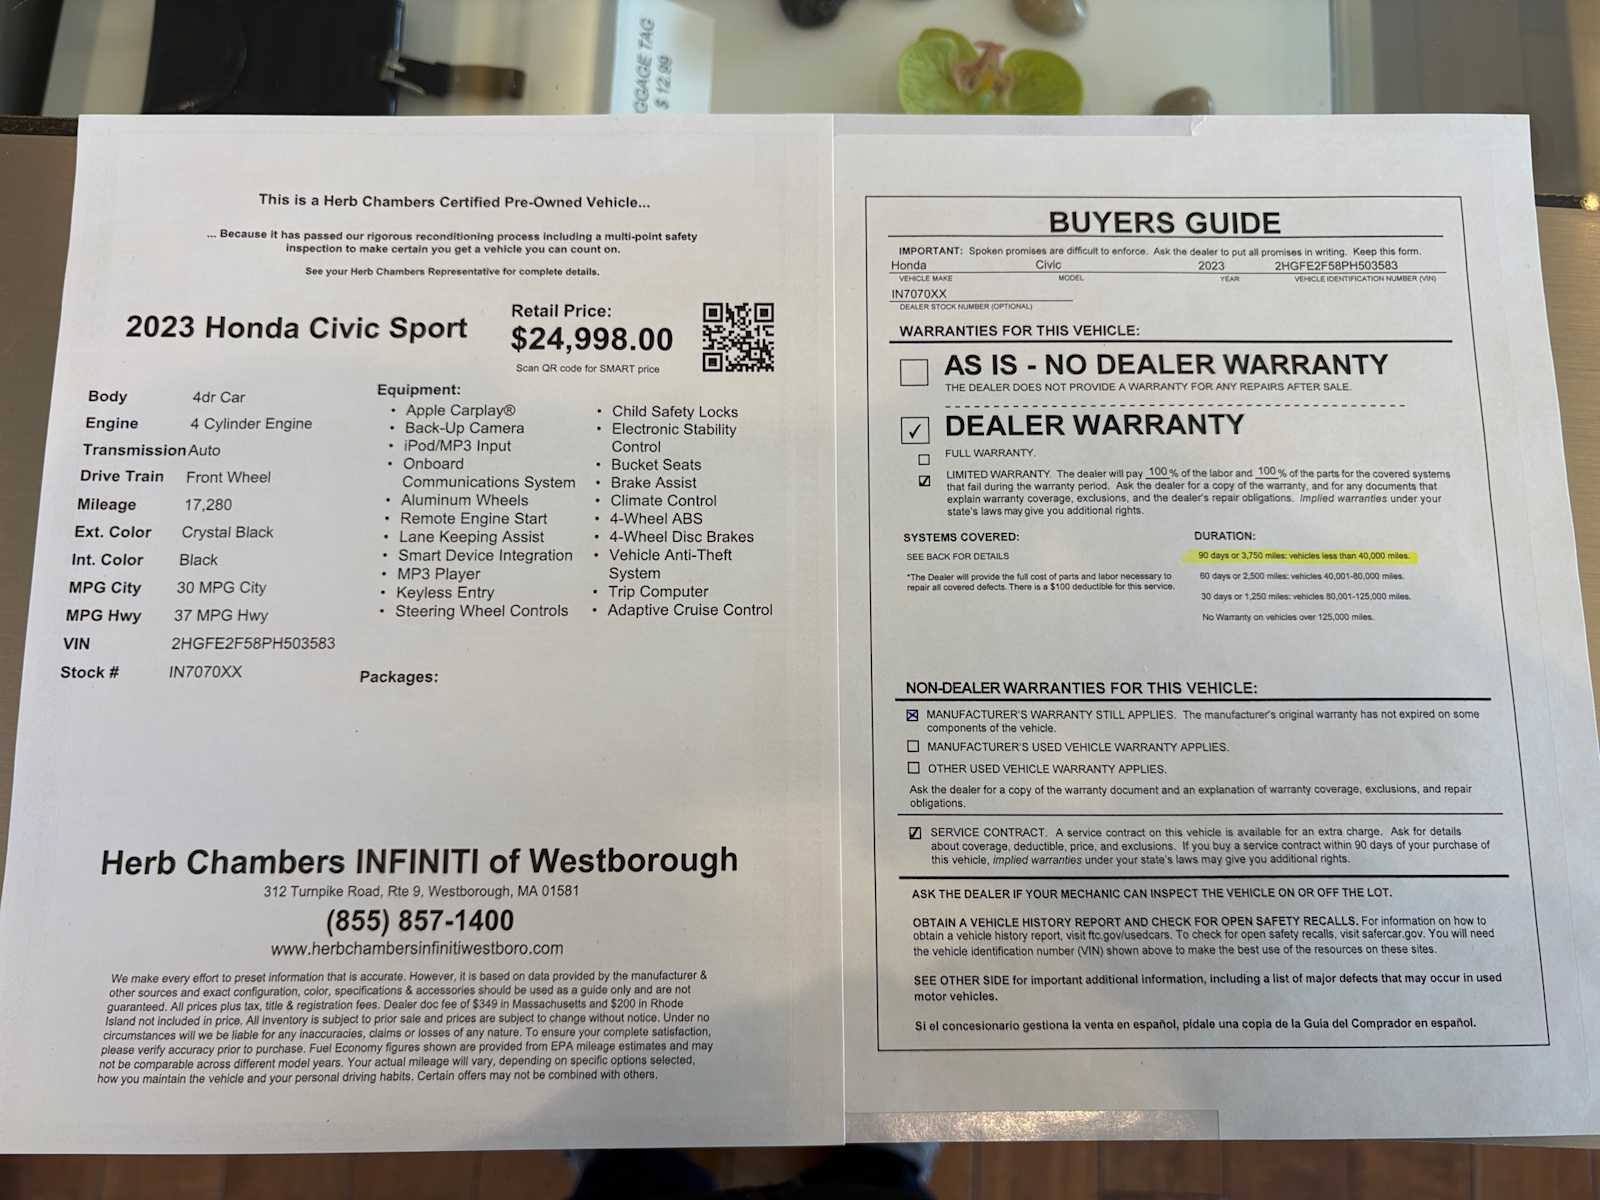 GGAGE TAG
$12.99
This is a Herb Chambers Certified Pre-Owned Vehicle...
... Because it has passed our rigorous reconditioning process including a multi-point safety
inspection to make certain you get a vehicle you can count on.
See your Herb Chambers Representative for complete details.
2023 Honda Civic Sport
Retail Price:
$24,998.00
Scan QR code for SMART price
Body 4dr Car
Engine 4 Cylinder Engine
Transmission Auto
Drive Train Front Wheel
Mileage 17,280
Ext. Color Crystal Black
Int. Color Black
MPG City 30 MPG City
MPG Hwy 37 MPG Hwy
VIN 2HGFE2F58PH503583
Stock # IN7070XX
Equipment:
• Apple Carplay®
• Back-Up Camera
• iPod/MP3 Input
• Onboard
Communications System
• Aluminum Wheels
• Remote Engine Start
• Lane Keeping Assist
• Smart Device Integration
• MP3 Player
• Keyless Entry
• Steering Wheel Controls
• Child Safety Locks
• Electronic Stability
Control
• Bucket Seats
• Brake Assist
• Climate Control
• 4-Wheel ABS
• 4-Wheel Disc Brakes
• Vehicle Anti-Theft
System
• Trip Computer
• Adaptive Cruise Control
Packages:
Herb Chambers INFINITI of Westborough
312 Turnpike Road, Rte 9, Westborough, MA 01581
(855) 857-1400
www.herbchambersinfinitiwestboro.com
We make every effort to preset information that is accurate. However, it is based on data provided by the manufacturer &
other sources and exact configuration, color, specifications & accessories should be used as a guide only and are not
guaranteed. All prices plus tax, title & registration fees. Dealer doc fee of $349 in Massachusetts and $200 in Rhode
Island not included in price. All inventory is subject to prior sale and prices are subject to change without notice. Under no
circumstances will we be liable for any inaccuracies, claims or losses of any nature. To ensure your complete satisfaction,
please verify accuracy prior to purchase. Fuel Economy figures shown are provided from EPA mileage estimates and may
not be comparable across different model years. Your actual mileage will vary, depending on specific options selected,
how you maintain the vehicle and your personal driving habits. Certain offers may not be combined with others.
BUYERS GUIDE
IMPORTANT: Spoken promises are difficult to enforce. Ask the dealer to put all promises in writing. Keep this form.
Honda Civic 2023 2HGFE2F58PH503583
VEHICLE MAKE MODEL YEAR VEHICLE IDENTIFICATION NUMBER (VIN)
IN7070XX
DEALER STOCK NUMBER (OPTIONAL)
WARRANTIES FOR THIS VEHICLE:
AS IS - NO DEALER WARRANTY
THE DEALER DOES NOT PROVIDE A WARRANTY FOR ANY REPAIRS AFTER SALE.
✓ DEALER WARRANTY
FULL WARRANTY.
LIMITED WARRANTY. The dealer will pay 100 % of the labor and 100 % of the parts for the covered systems
that fail during the warranty period. Ask the dealer for a copy of the warranty, and for any documents that
explain warranty coverage, exclusions, and the dealer's repair obligations. Implied warranties under your
state's laws may give you additional rights.
SYSTEMS COVERED:
SEE BACK FOR DETAILS
*The Dealer will provide the full cost of parts and labor necessary to
repair all covered defects. There is a $100 deductible for this service.
DURATION:
90 days or 3,750 miles: vehicles less than 40,000 miles.
60 days or 2,500 miles: vehicles 40,001-80,000 miles.
30 days or 1,250 miles: vehicles 80,001-125,000 miles.
No Warranty on vehicles over 125,000 miles.
NON-DEALER WARRANTIES FOR THIS VEHICLE:
MANUFACTURER'S WARRANTY STILL APPLIES. The manufacturer's original warranty has not expired on some
components of the vehicle.
MANUFACTURER'S USED VEHICLE WARRANTY APPLIES.
OTHER USED VEHICLE WARRANTY APPLIES.
Ask the dealer for a copy of the warranty document and an explanation of warranty coverage, exclusions, and repair
obligations.
SERVICE CONTRACT. A service contract on this vehicle is available for an extra charge. Ask for details
about coverage, deductible, price, and exclusions. If you buy a service contract within 90 days of your purchase of
this vehicle, implied warranties under your state's laws may give you additional rights.
ASK THE DEALER IF YOUR MECHANIC CAN INSPECT THE VEHICLE ON OR OFF THE LOT.
OBTAIN A VEHICLE HISTORY REPORT AND CHECK FOR OPEN SAFETY RECALLS. For information on how to
obtain a vehicle history report, visit ftc.gov/usedcars. To check for open safety recalls, visit safercar.gov. You will need
the vehicle identification number (VIN) shown above to make the best use of the resources on these sites.
SEE OTHER SIDE for important additional information, including a list of major defects that may occur in used
motor vehicles.
Si el concesionario gestiona la venta en español, pidale una copia de la Guia del Comprador en español.